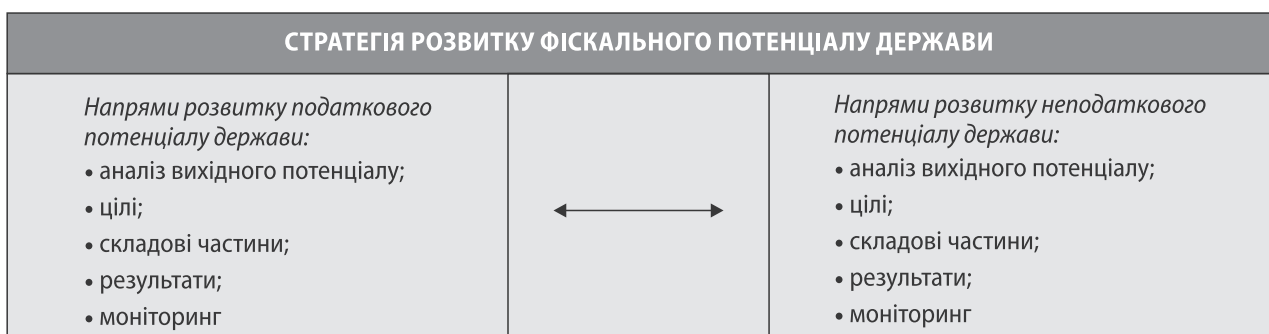 СТРАТЕГІЯ РОЗВИТКУ ФІСКАЛЬНОГО ПОТЕНЦІАЛУ ДЕРЖАВИ
Напрями розвитку податкового
потенціалу держави:
• аналіз вихідного потенціалу;
• цілі;
• складові частини;
• результати;
• моніторинг
Напрями розвитку неподаткового
потенціалу держави:
• аналіз вихідного потенціалу;
• цілі;
• складові частини;
• результати;
• моніторинг